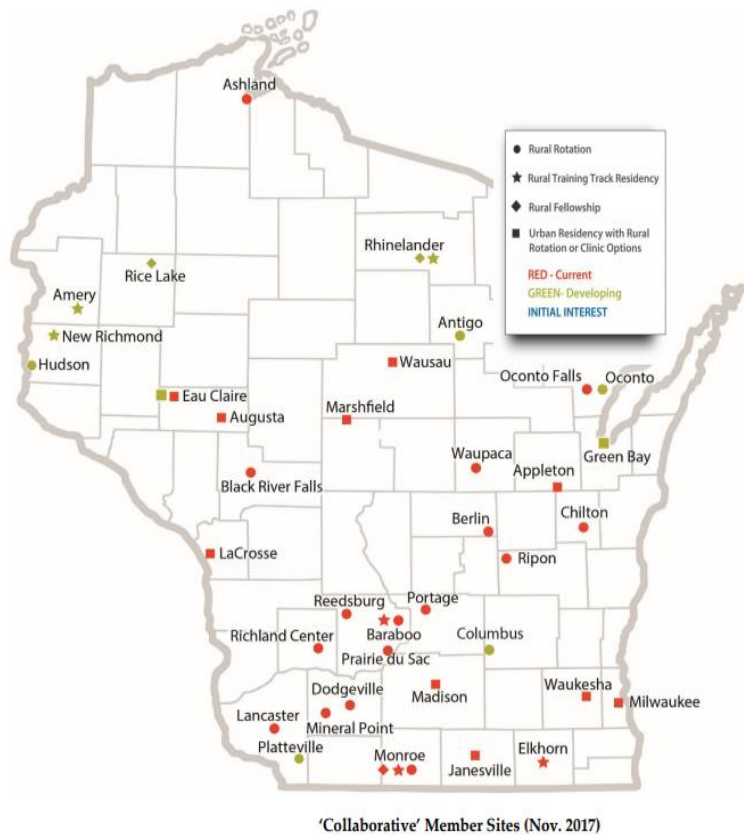 Ashland
Rural Rotation
Rural Training Track Residency
Rural Fellowship
Urban Residency with Rural
Rotation or Clinic Options
RED - Current
GREEN- Developing
INITIAL INTEREST
Rhinelander
Rice Lake
Amery
New Richmond
Antigo
Hudson
Wausau
Oconto Falls
Oconto
Eau Claire
Augusta
Marshfield
Green Bay
Waupaca
Appleton
Black River Falls
Berlin
Chilton
LaCrosse
Ripon
Reedsburg
Portage
Richland Center
Baraboo
Columbus
Prairie du Sac
Dodgeville
Madison
Waukesha
Milwaukee
Lancaster
Mineral Point
Platteville
Monroe
Janesville
Elkhorn
'Collaborative' Member Sites (Nov. 2017)